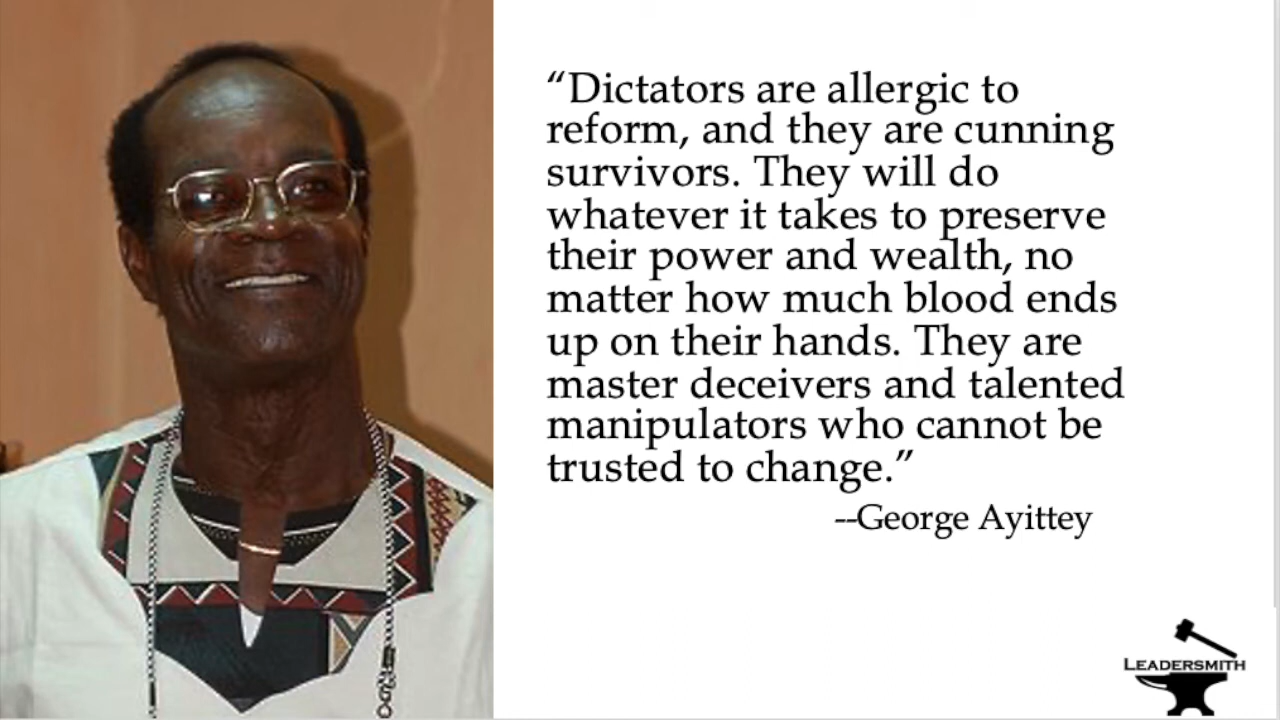 “Dictators are allergic to
reform, and they are cunning
survivors. They will do
whatever it takes to preserve
their power and wealth, no
matter how much blood ends
up on their hands. They are
master deceivers and talented
manipulators who cannot be
trusted to change.”
--George Ayittey
LEADERSMITH